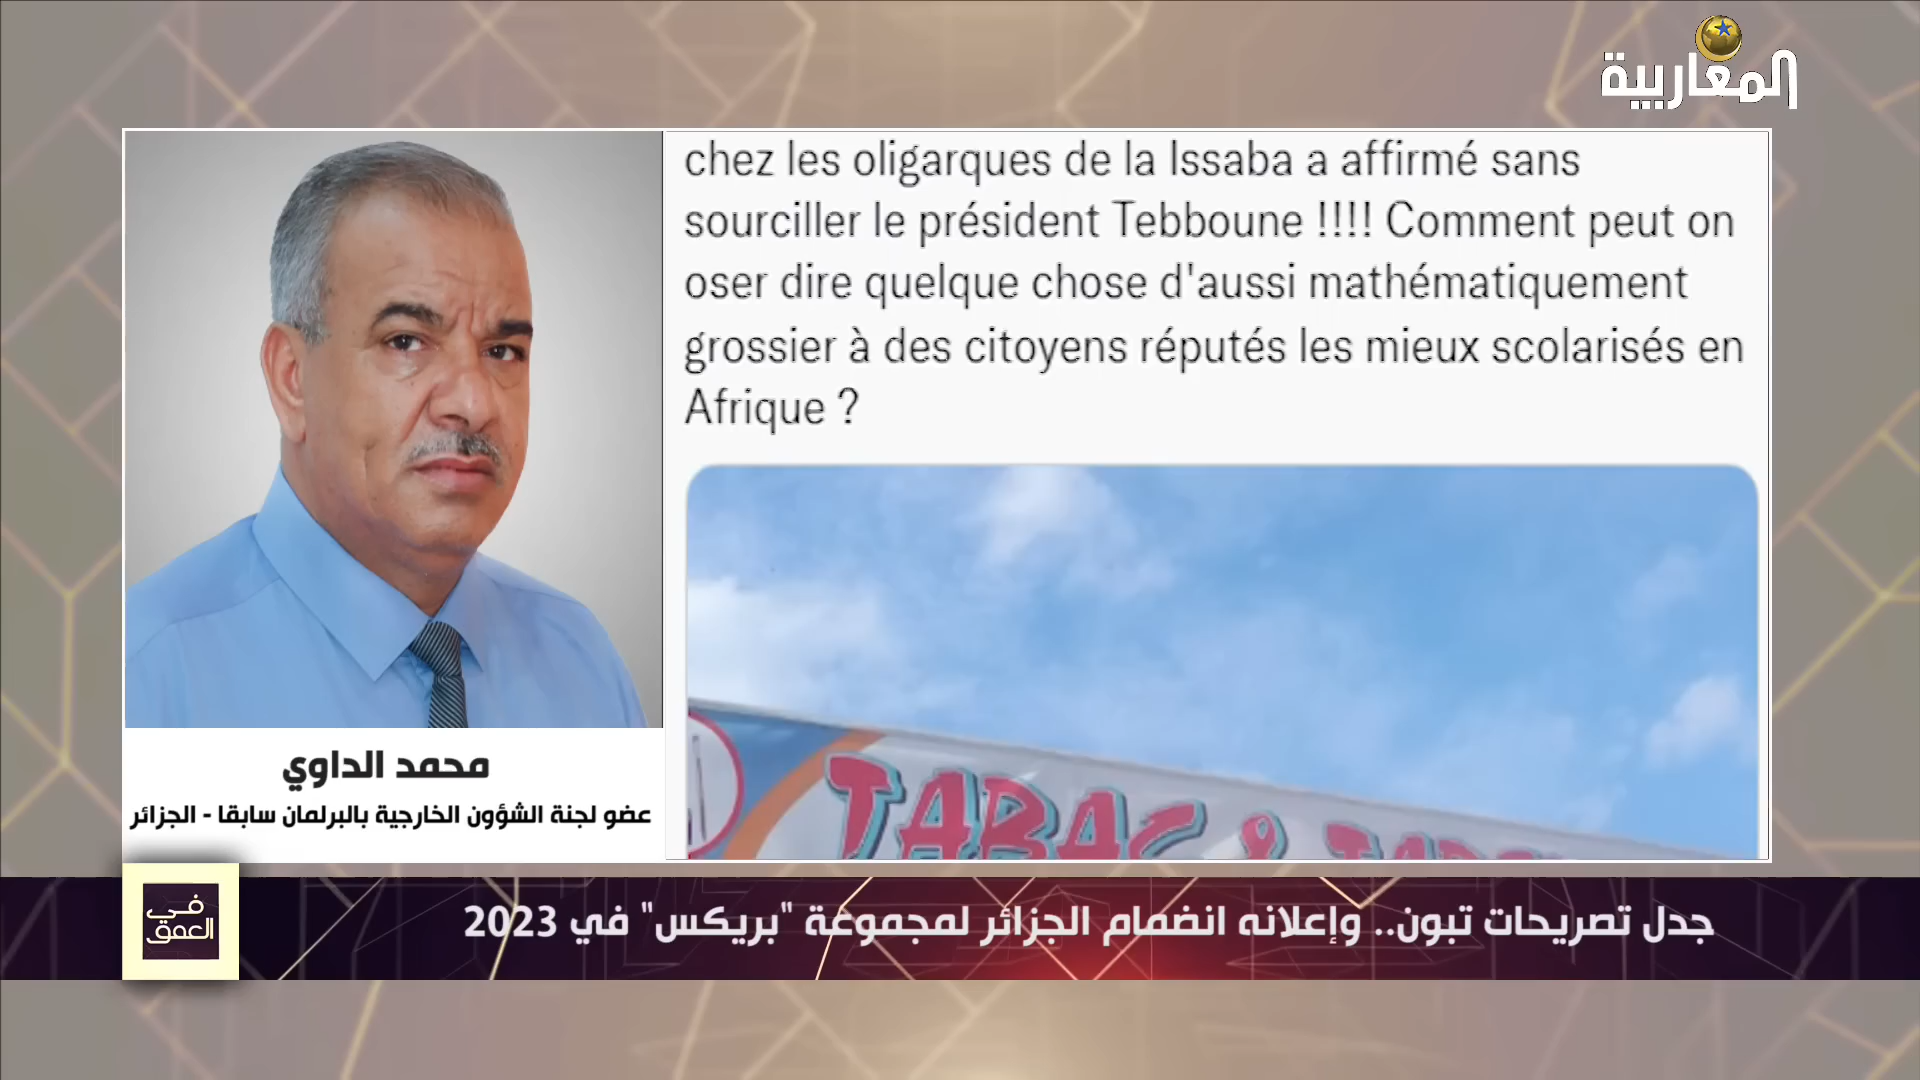 المغاربية
chez les oligarques de la Issaba a affirmé sans
sourciller le président Tebboune !!!! Comment peut on
oser dire quelque chose d'aussi mathématiquement
grossier à des citoyens réputés les mieux scolarisés en
Afrique ?
TABAC &
محمد الداوي
عضو لجنة الشؤون الخارجية بالبرلمان سابقا - الجزائر
في
العمق
جدل تصريحات تبون.. وإعلانه انضمام الجزائر لمجموعة "بريكس" في 2023